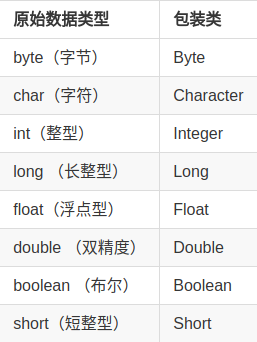 原始数据类型 包装类
byte（字节） Byte
char（字符） Character
int（整型） Integer
long （长整型） Long
float（浮点型） Float
double （双精度） Double
boolean （布尔） Boolean
short（短整型） Short